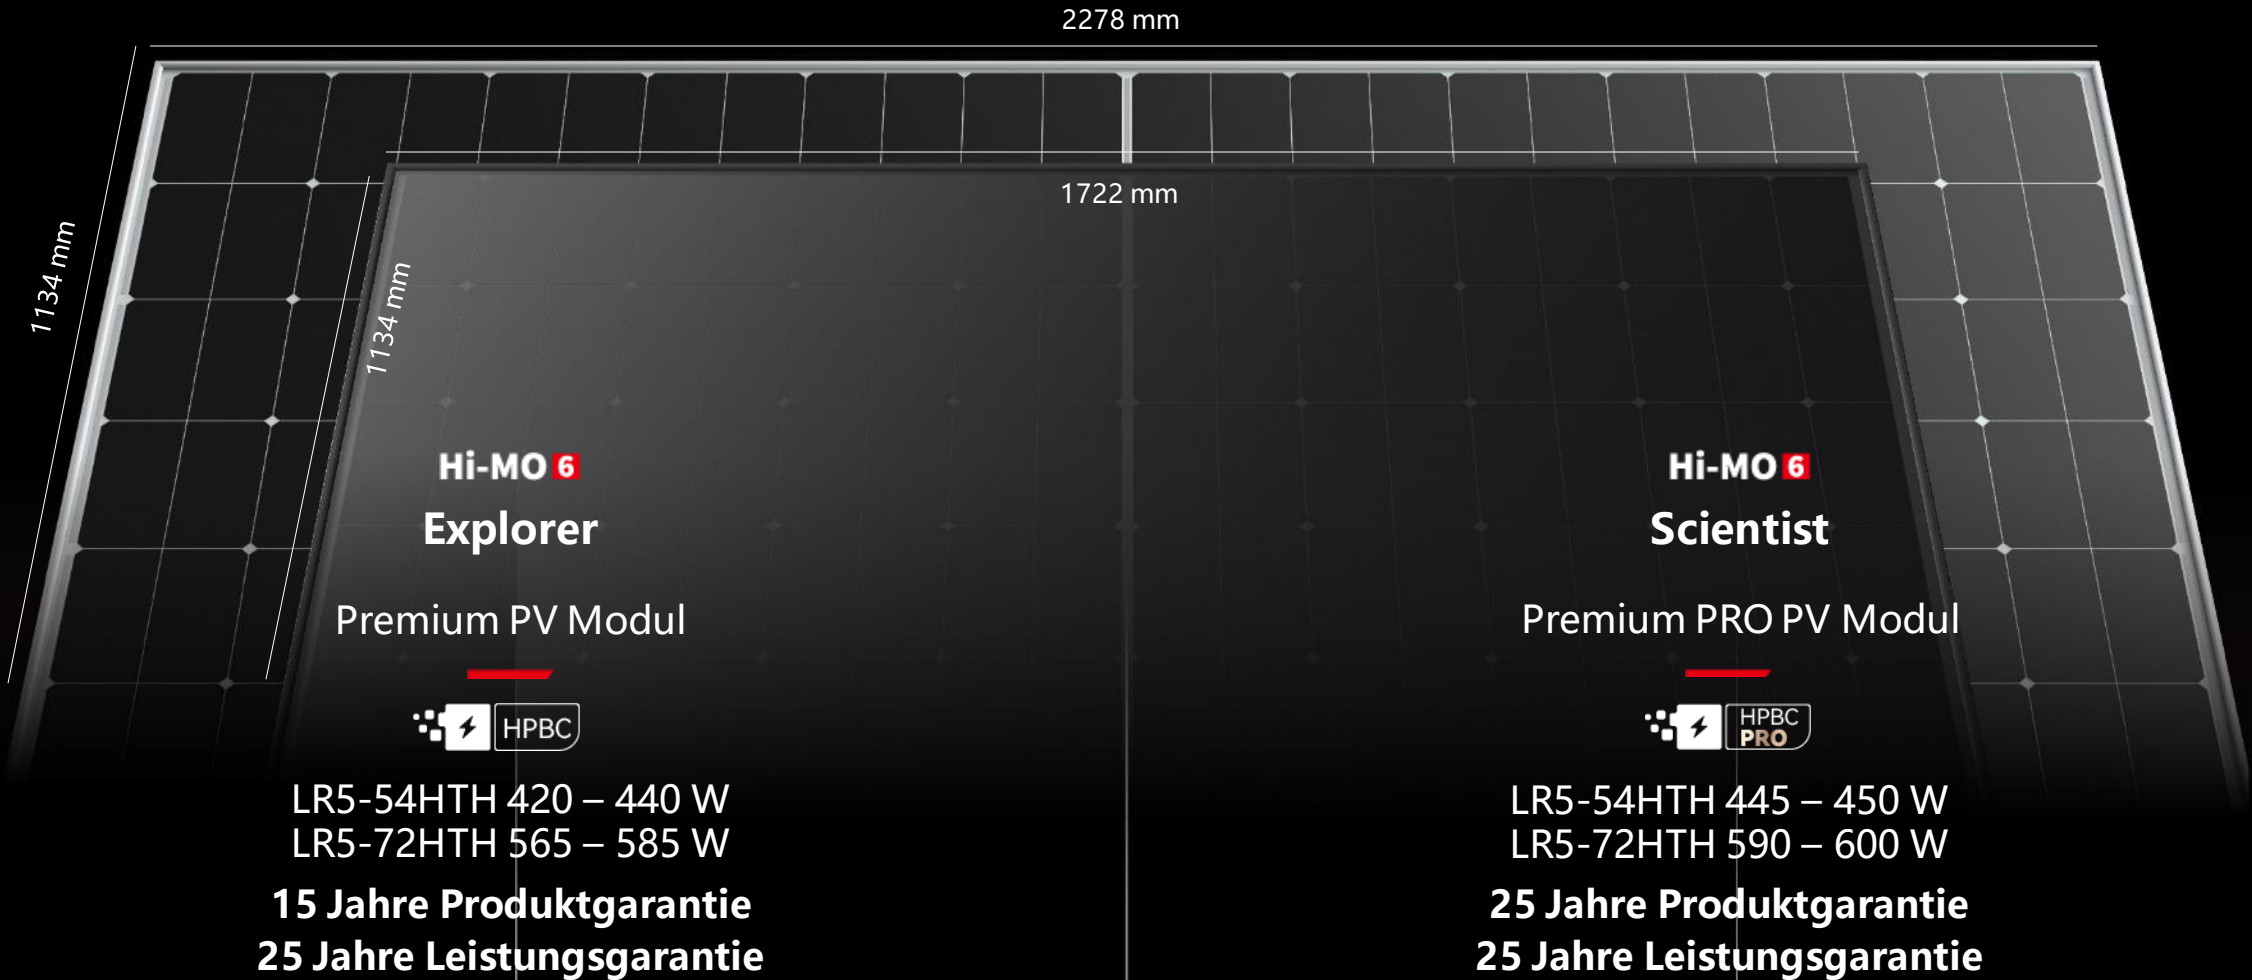 2278 mm
1722 mm
1134 mm
1134 mm
Hi-MO 6
Explorer
Premium PV Modul
HPBC
LR5-54HTH 420 – 440 W
LR5-72HTH 565 – 585 W
15 Jahre Produktgarantie
25 Jahre Leistungsgarantie
Hi-MO 6
Scientist
Premium PRO PV Modul
HPBC
PRO
LR5-54HTH 445 – 450 W
LR5-72HTH 590 – 600 W
25 Jahre Produktgarantie
25 Jahre Leistungsgarantie